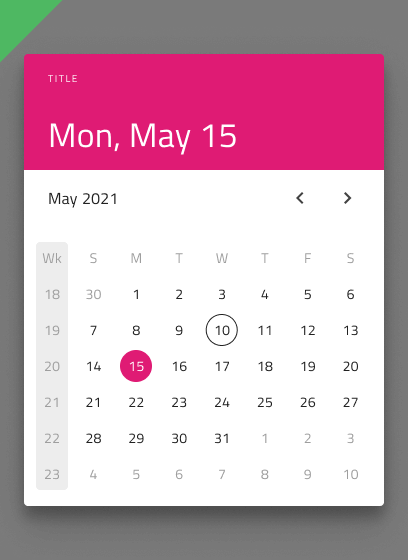 TITLE
Mon, May 15
May 2021
Wk S M T W T F S
18 30 1 2 3 4 5 6
19 7 8 9 10 11 12 13
20 14 15 16 17 18 19 20
21 21 22 23 24 25 26 27
22 28 29 30 31 1 2 3
23 4 5 6 7 8 9 10